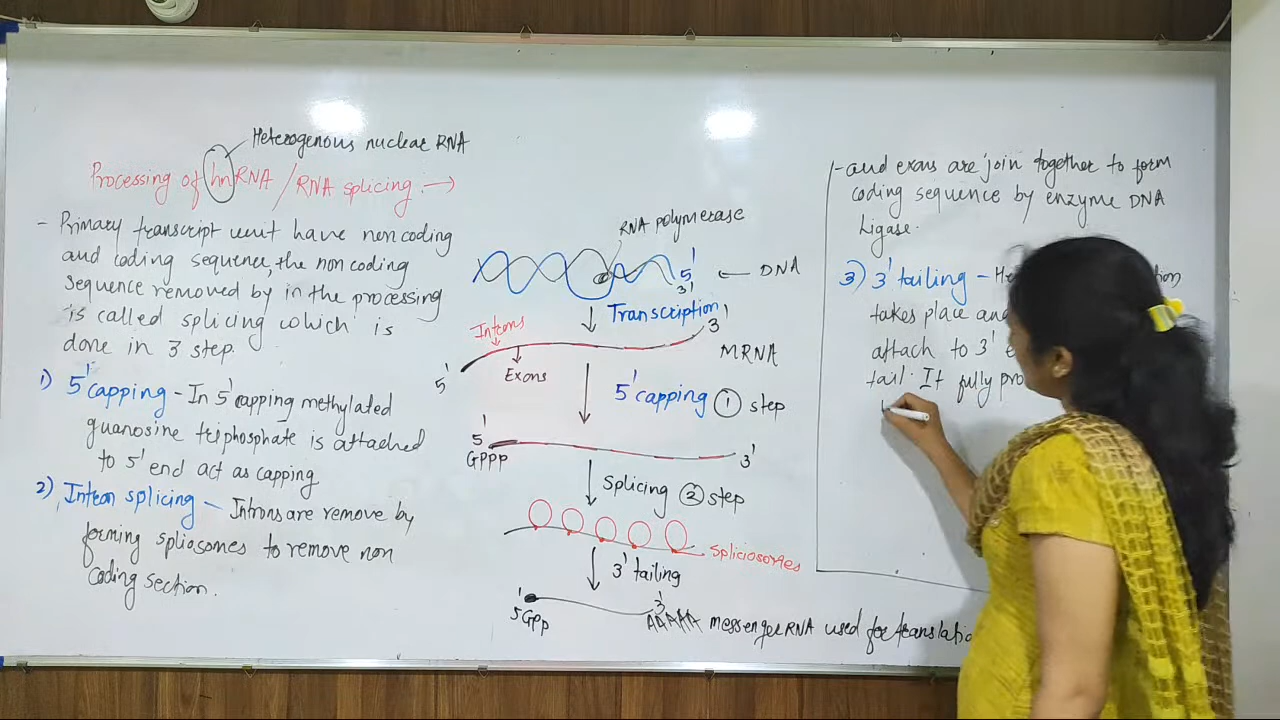 Heterogenous nuclear RNA
Processing of hnRNA / RNA splicing :→
- Primary transcript unit have non coding
and coding sequence, the non coding
sequence removed by in the processing
is called splicing which is
done in 3 step.
1) 5' capping - In 5' capping methylated
guanosine triphosphate is attached
to 5' end act as capping
2) Intron splicing - Introns are remove by
forming spliosomes to remove non
coding section.
RNA polymerase
5'
3'
← DNA
Transcription
Introns
3'
5'
Exons
MRNA
5' capping ① step
5'
GPPP
3'
Splicing ② step
Spliciosomes
3' tailing
5'GPP
3'
AAAAA messenger RNA used for translatio
- and exons are join together to form
coding sequence by enzyme DNA
Ligase.
3) 3' tailing -
takes place an
attach to 3'
tail. It fully pro